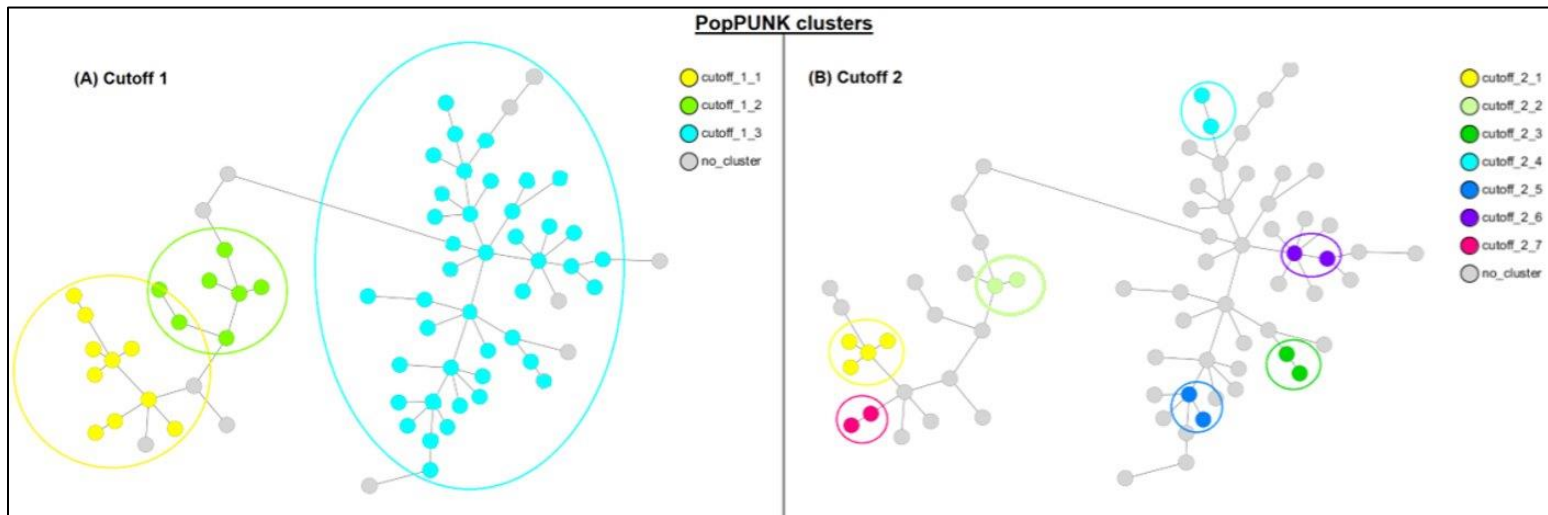 PopPUNK clusters
(A) Cutoff 1
cutoff_1_1
cutoff_1_2
cutoff_1_3
no_cluster
(B) Cutoff 2
cutoff_2_1
cutoff_2_2
cutoff_2_3
cutoff_2_4
cutoff_2_5
cutoff_2_6
cutoff_2_7
no_cluster